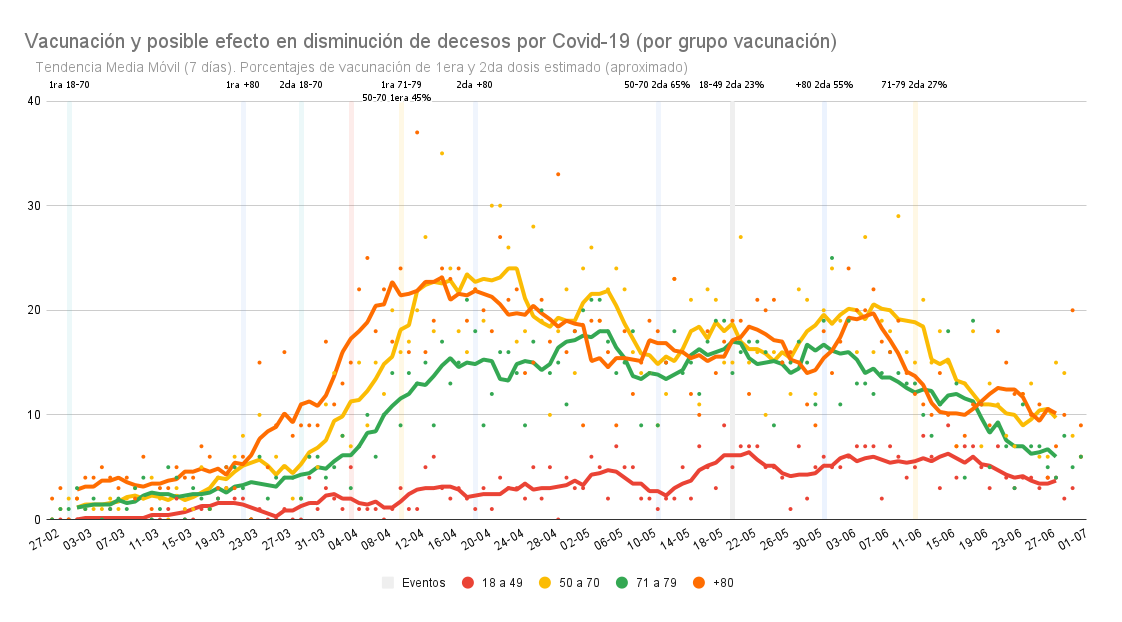 Vacunación y posible efecto en disminución de decesos por Covid-19 (por grupo vacunación)
Tendencia Media Móvil (7 días). Porcentajes de vacunación de 1era y 2da dosis estimado (aproximado)
1ra 18-70 1ra +80 2da 18-70 1ra 71-79 2da +80 50-70 2da 65% 18-49 2da 23% +80 2da 55% 71-79 2da 27%
50-70 1era 45%
40
30
20
10
0
27-02 03-03 07-03 11-03 15-03 19-03 23-03 27-03 31-03 04-04 08-04 12-04 16-04 20-04 24-04 28-04 02-05 06-05 10-05 14-05 18-05 22-05 26-05 30-05 03-06 07-06 11-06 15-06 19-06 23-06 27-06 01-07
Eventos 18 a 49 50 a 70 71 a 79 +80